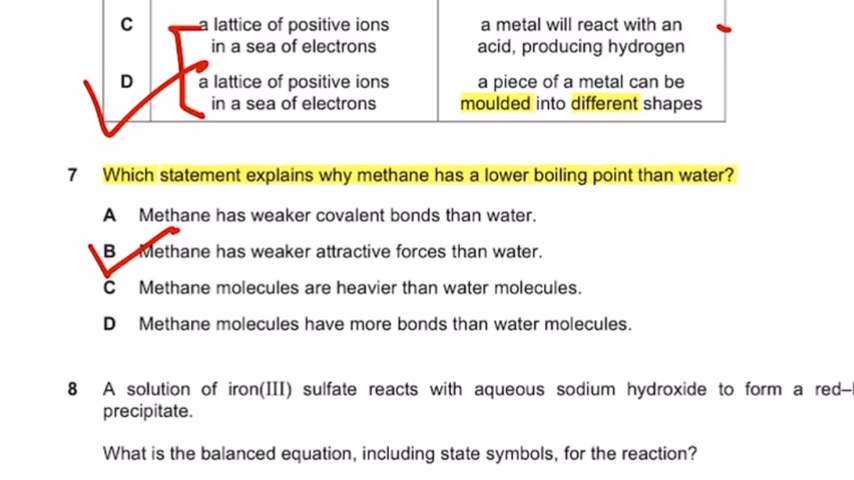 C a lattice of positive ions a metal will react with an
in a sea of electrons acid, producing hydrogen
D a lattice of positive ions a piece of a metal can be
in a sea of electrons moulded into different shapes
7 Which statement explains why methane has a lower boiling point than water?
A Methane has weaker covalent bonds than water.
B Methane has weaker attractive forces than water.
C Methane molecules are heavier than water molecules.
D Methane molecules have more bonds than water molecules.
8 A solution of iron(III) sulfate reacts with aqueous sodium hydroxide to form a red–
precipitate.
What is the balanced equation, including state symbols, for the reaction?